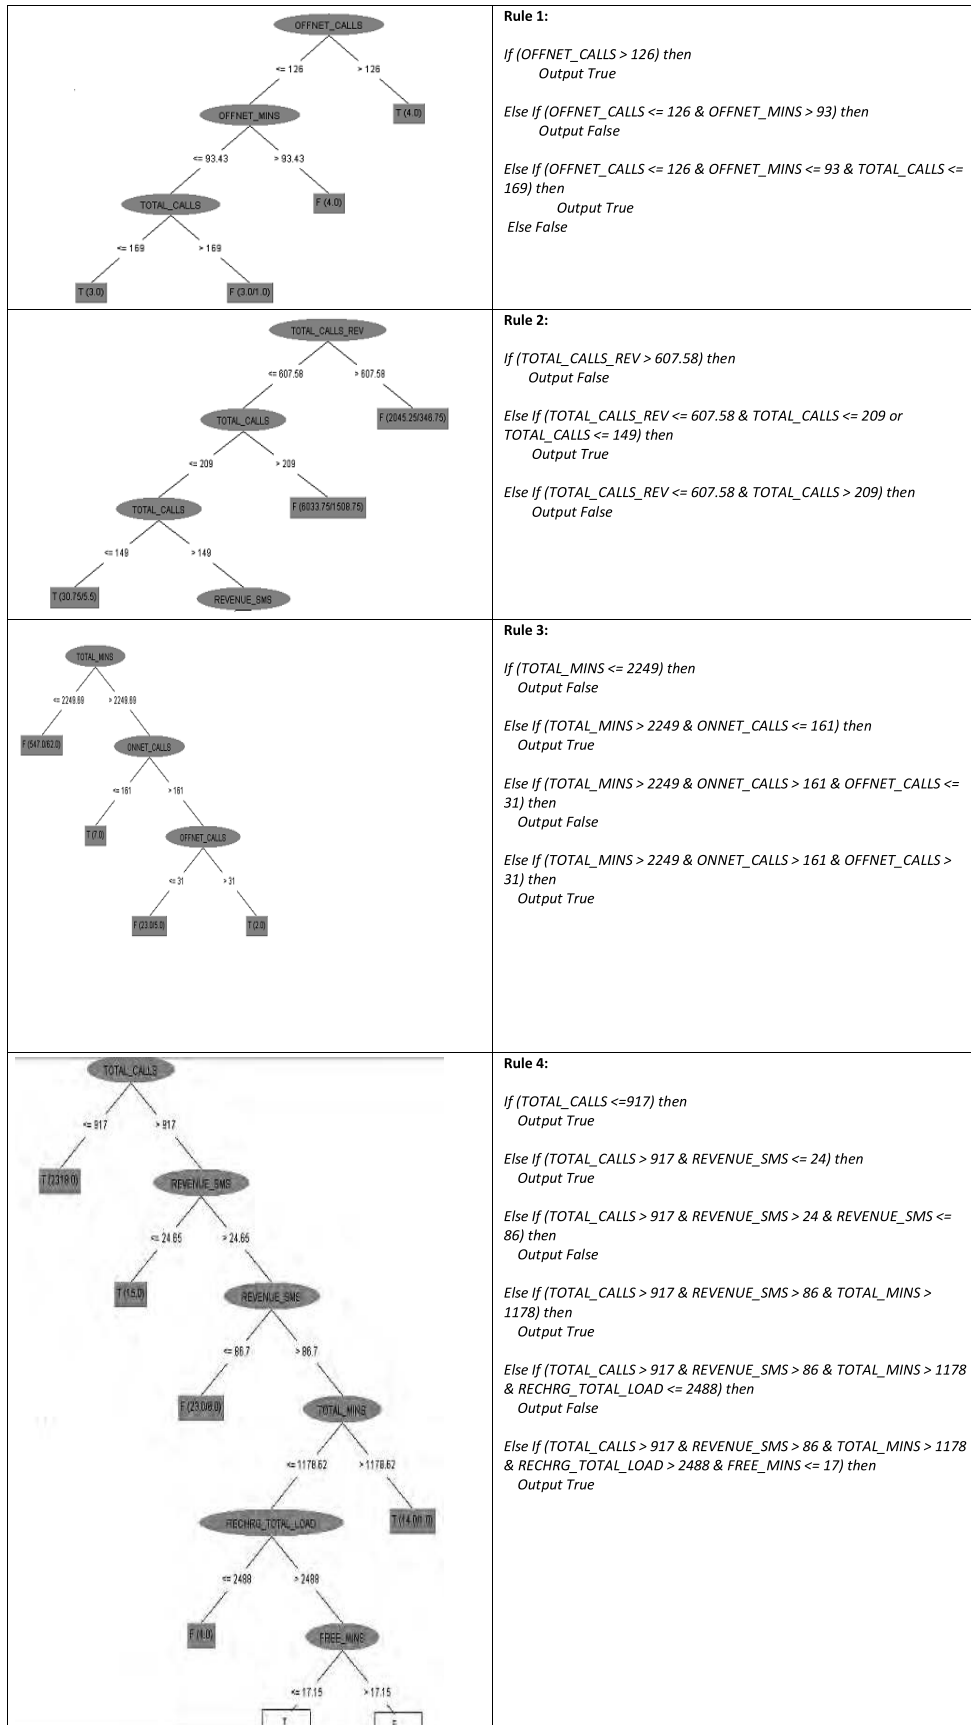 OFFNET_CALLS
<= 126
> 126
OFFNET_MINS
T (4.0)
<= 93.43
> 93.43
TOTAL_CALLS
F (4.0)
<= 169
> 169
T (3.0)
F (3.0/1.0)
Rule 1:
If (OFFNET_CALLS > 126) then
Output True
Else If (OFFNET_CALLS <= 126 & OFFNET_MINS > 93) then
Output False
Else If (OFFNET_CALLS <= 126 & OFFNET_MINS <= 93 & TOTAL_CALLS <=
169) then
Output True
Else False
TOTAL_CALLS_REV
<= 607.58
> 607.58
TOTAL_CALLS
F (2045.25/346.75)
<= 209
> 209
TOTAL_CALLS
F (6033.75/1508.75)
<= 149
> 149
T (30.75/5.5)
REVENUE_SMS
Rule 2:
If (TOTAL_CALLS_REV > 607.58) then
Output False
Else If (TOTAL_CALLS_REV <= 607.58 & TOTAL_CALLS <= 209 or
TOTAL_CALLS <= 149) then
Output True
Else If (TOTAL_CALLS_REV <= 607.58 & TOTAL_CALLS > 209) then
Output False
TOTAL_MINS
<= 2249.69
> 2249.69
F (547.0/62.0)
ONNET_CALLS
<= 161
> 161
T (7.0)
OFFNET_CALLS
<= 31
> 31
F (23.0/5.0)
T (2.0)
Rule 3:
If (TOTAL_MINS <= 2249) then
Output False
Else If (TOTAL_MINS > 2249 & ONNET_CALLS <= 161) then
Output True
Else If (TOTAL_MINS > 2249 & ONNET_CALLS > 161 & OFFNET_CALLS <=
31) then
Output False
Else If (TOTAL_MINS > 2249 & ONNET_CALLS > 161 & OFFNET_CALLS >
31) then
Output True
TOTAL_CALLS
<= 917
> 917
T (2318.0)
REVENUE_SMS
<= 24.65
> 24.65
T (15.0)
REVENUE_SMS
<= 86.7
> 86.7
F (23.0/8.0)
TOTAL_MINS
<= 1178.62
> 1178.62
RECHRG_TOTAL_LOAD
T (14.0/1.0)
<= 2488
> 2488
FREE_MINS
<= 17.15
> 17.15
T
Rule 4:
If (TOTAL_CALLS <=917) then
Output True
Else If (TOTAL_CALLS > 917 & REVENUE_SMS <= 24) then
Output True
Else If (TOTAL_CALLS > 917 & REVENUE_SMS > 24 & REVENUE_SMS <=
86) then
Output False
Else If (TOTAL_CALLS > 917 & REVENUE_SMS > 86 & TOTAL_MINS >
1178) then
Output True
Else If (TOTAL_CALLS > 917 & REVENUE_SMS > 86 & TOTAL_MINS > 1178
& RECHRG_TOTAL_LOAD <= 2488) then
Output False
Else If (TOTAL_CALLS > 917 & REVENUE_SMS > 86 & TOTAL_MINS > 1178
& RECHRG_TOTAL_LOAD > 2488 & FREE_MINS <= 17) then
Output True